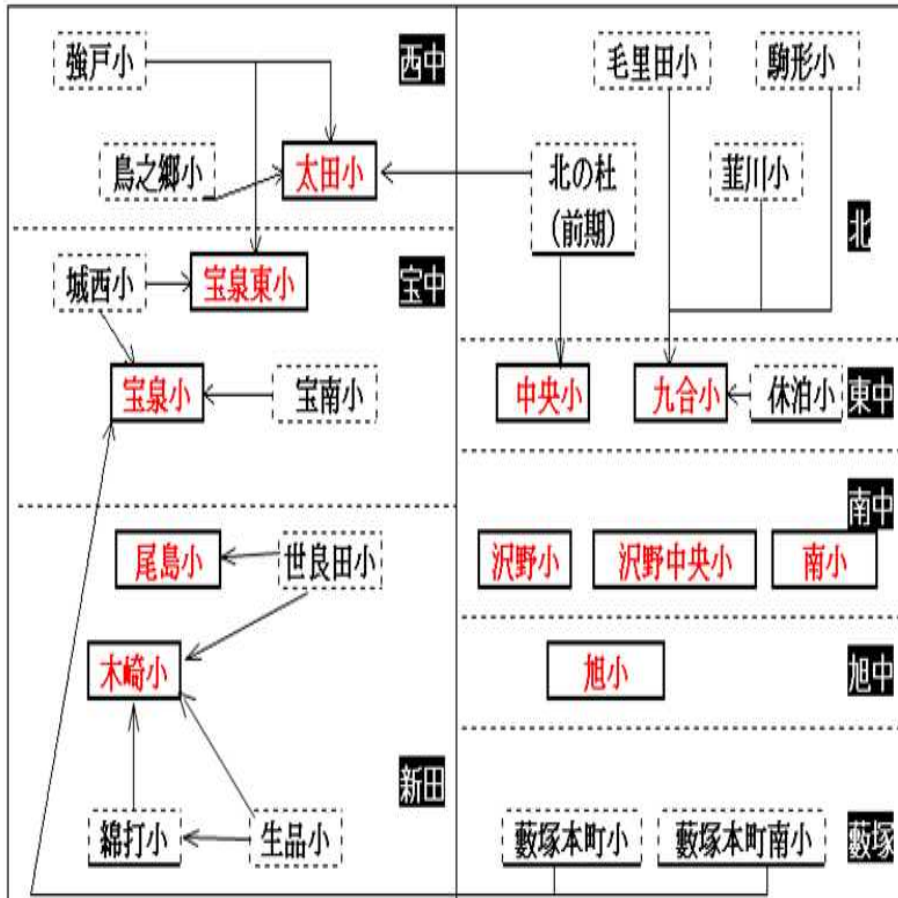 強戸小
西中
鳥之郷小
太田小
城西小
宝泉東小
宝中
宝泉小
宝南小
尾島小
世良田小
木崎小
新田
綿打小
生品小
毛里田小
駒形小
北の杜
(前期)
韮川小
北
中央小
九合小
休泊小
東中
南中
沢野小
沢野中央小
南小
旭小
旭中
藪塚本町小
藪塚本町南小
藪塚